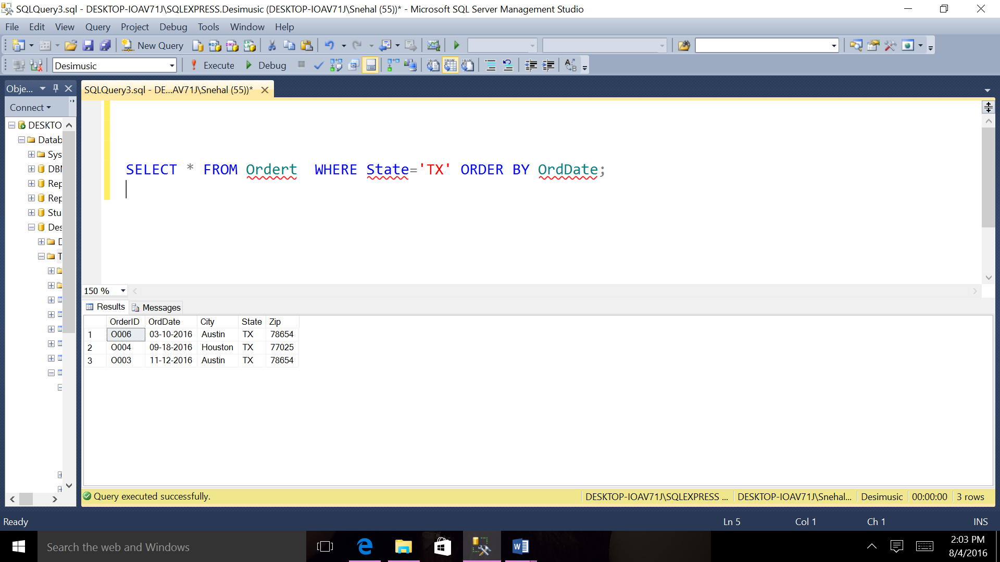 SQLQuery3.sql - DESKTOP-IOAV71J\SQLEXPRESS.Desimusic (DESKTOP-IOAV71J\Snehal (55))* - Microsoft SQL Server Management Studio
File Edit View Query Project Debug Tools Window Help
New Query
Desimusic Execute Debug
Obje... SQLQuery3.sql - DE...AV71J\Snehal (55))*
Connect
DESKTO
Datab
Sys
DBI
Rep
Rep
Stu
Des
D
T
SELECT * FROM Ordert  WHERE State='TX' ORDER BY OrdDate;
150 %
Results Messages
OrderID OrdDate City State Zip
1 O006 03-10-2016 Austin TX 78654
2 O004 09-18-2016 Houston TX 77025
3 O003 11-12-2016 Austin TX 78654
Query executed successfully. DESKTOP-IOAV71J\SQLEXPRESS ... DESKTOP-IOAV71J\Snehal... Desimusic 00:00:00 3 rows
Ready Ln 5 Col 1 Ch 1 INS
Search the web and Windows
2:03 PM
8/4/2016